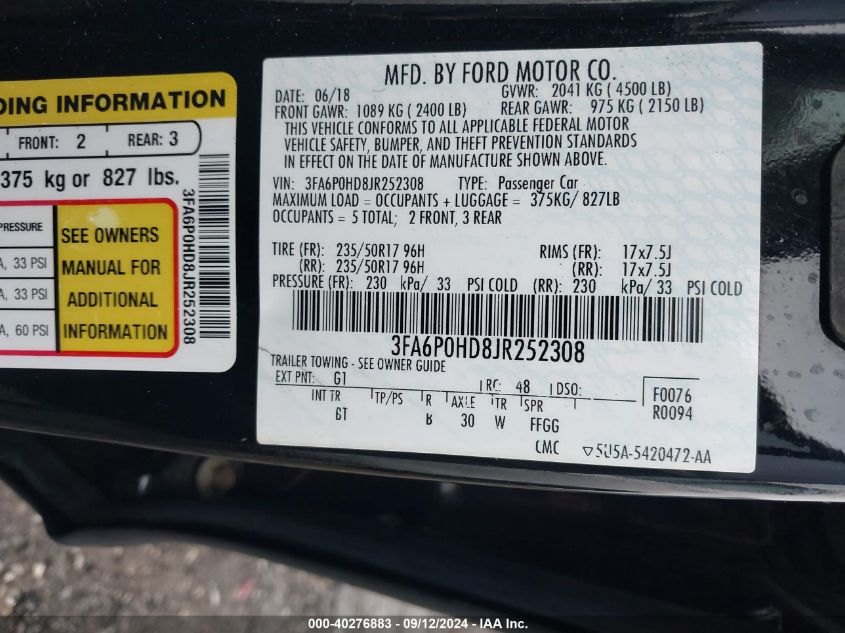 DING INFORMATION
FRONT: 2 REAR: 3
375 kg or 827 lbs.
PRESSURE
A, 33 PSI
A, 33 PSI
A, 60 PSI
SEE OWNERS
MANUAL FOR
ADDITIONAL
INFORMATION
3FA6P0HD8JR252308
MFD. BY FORD MOTOR CO.
DATE: 06/18 GVWR: 2041 KG ( 4500 LB)
FRONT GAWR: 1089 KG ( 2400 LB) REAR GAWR: 975 KG ( 2150 LB)
THIS VEHICLE CONFORMS TO ALL APPLICABLE FEDERAL MOTOR
VEHICLE SAFETY, BUMPER, AND THEFT PREVENTION STANDARDS
IN EFFECT ON THE DATE OF MANUFACTURE SHOWN ABOVE.
VIN: 3FA6P0HD8JR252308 TYPE: Passenger Car
MAXIMUM LOAD = OCCUPANTS + LUGGAGE = 375KG/ 827LB
OCCUPANTS = 5 TOTAL; 2 FRONT, 3 REAR
TIRE (FR): 235/50R17 96H RIMS (FR): 17x7.5J
(RR): 235/50R17 96H (RR): 17x7.5J
PRESSURE (FR): 230 kPa/ 33 PSI COLD (RR): 230 kPa/ 33 PSI COLD
3FA6P0HD8JR252308
TRAILER TOWING - SEE OWNER GUIDE
EXT PNT: G1 RC: 48 DSO: F0076
INT TR TP/PS R AXLE TR SPR R0094
BT B 30 W FFGG
CMC ▽5U5A-5420472-AA
000-40276883 - 09/12/2024 - IAA Inc.